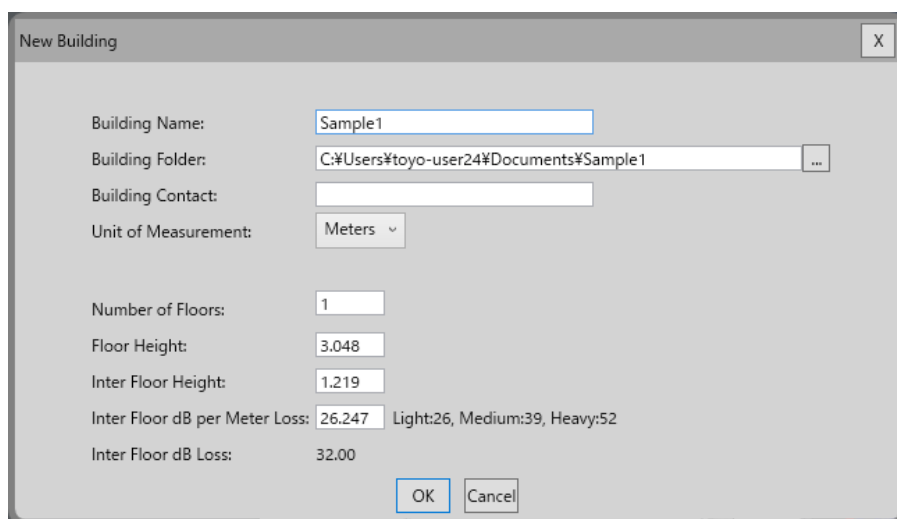 New Building
X
Building Name: Sample1
Building Folder: C:¥Users¥toyo-user24¥Documents¥Sample1 ...
Building Contact:
Unit of Measurement: Meters
Number of Floors: 1
Floor Height: 3.048
Inter Floor Height: 1.219
Inter Floor dB per Meter Loss: 26.247 Light:26, Medium:39, Heavy:52
Inter Floor dB Loss: 32.00
OK Cancel